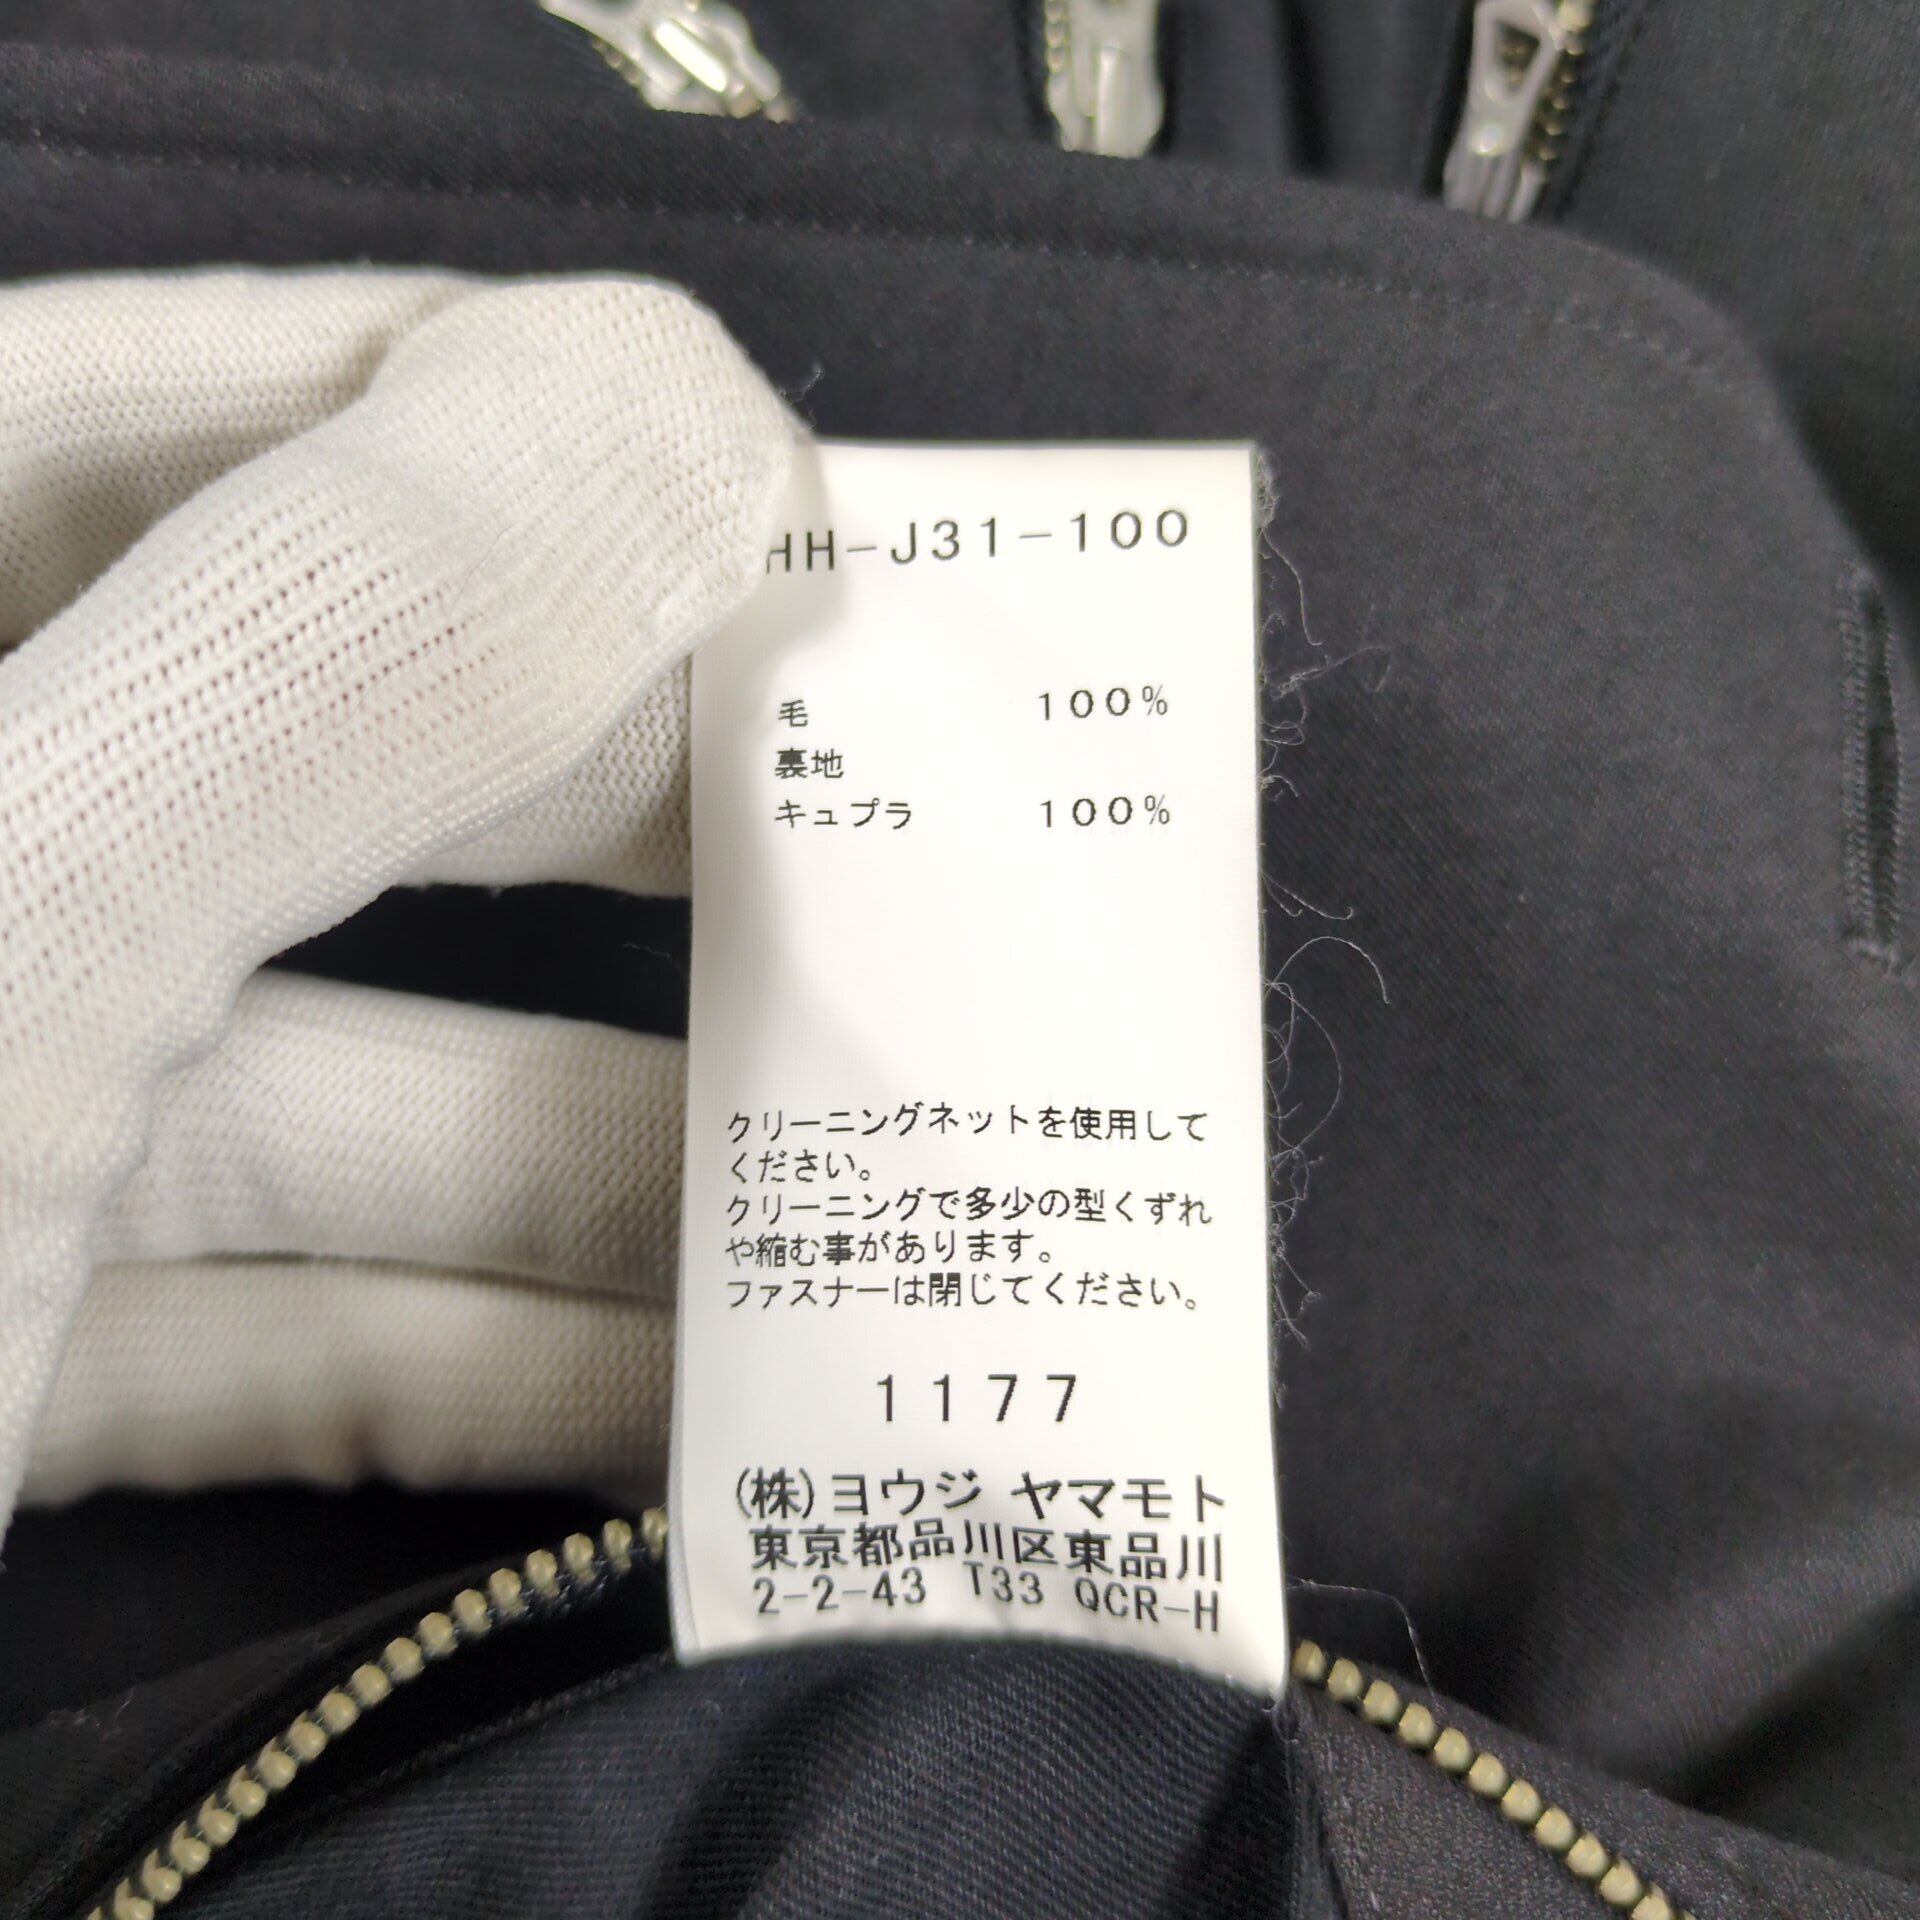 HH-J31-100
毛 100%
裏地
キュプラ 100%
クリーニングネットを使用して
ください。
クリーニングで多少の型くずれ
や縮む事があります。
ファスナーは閉じてください。
1177
(株)ヨウジ ヤマモト
東京都品川区東品川
2-2-43 T33 QCR-H